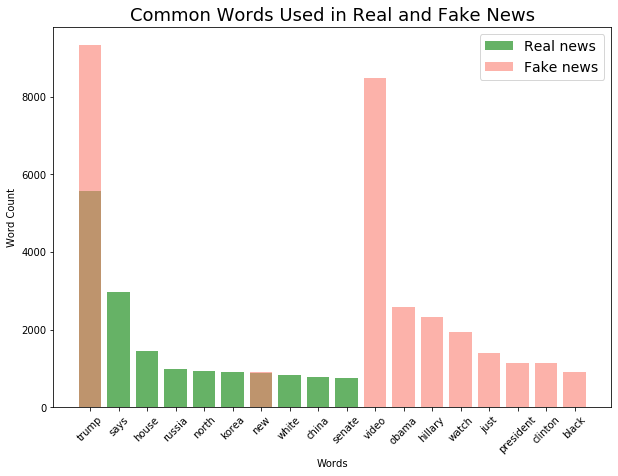 Common Words Used in Real and Fake News
Real news
Fake news
Word Count
8000
6000
4000
2000
0
trump
says
house
russia
north
korea
new
white
china
senate
video
obama
hillary
watch
just
president
clinton
black
Words